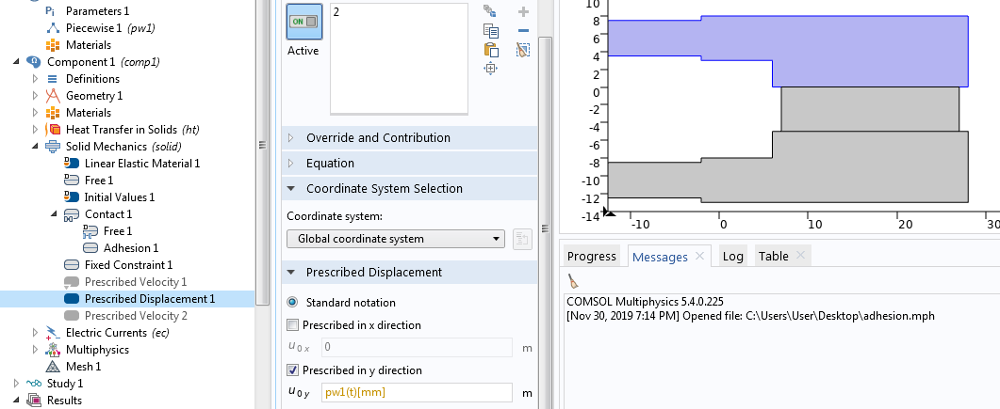 Parameters 1
Piecewise 1 (pw1)
Materials
Component 1 (comp1)
Definitions
Geometry 1
Materials
Heat Transfer in Solids (ht)
Solid Mechanics (solid)
Linear Elastic Material 1
Free 1
Initial Values 1
Contact 1
Free 1
Adhesion 1
Fixed Constraint 1
Prescribed Velocity 1
Prescribed Displacement 1
Prescribed Velocity 2
Electric Currents (ec)
Multiphysics
Mesh 1
Study 1
Results
ON
Active
2
Override and Contribution
Equation
Coordinate System Selection
Coordinate system:
Global coordinate system
Prescribed Displacement
Standard notation
Prescribed in x direction
u0x
0
m
Prescribed in y direction
u0y
pw1(t)[mm]
m
8
6
4
2
0
-2
-4
-6
-8
-10
-12
-14
-10
0
10
20
30
Progress
Messages
Log
Table
COMSOL Multiphysics 5.4.0.225
[Nov 30, 2019 7:14 PM] Opened file: C:\Users\User\Desktop\adhesion.mph